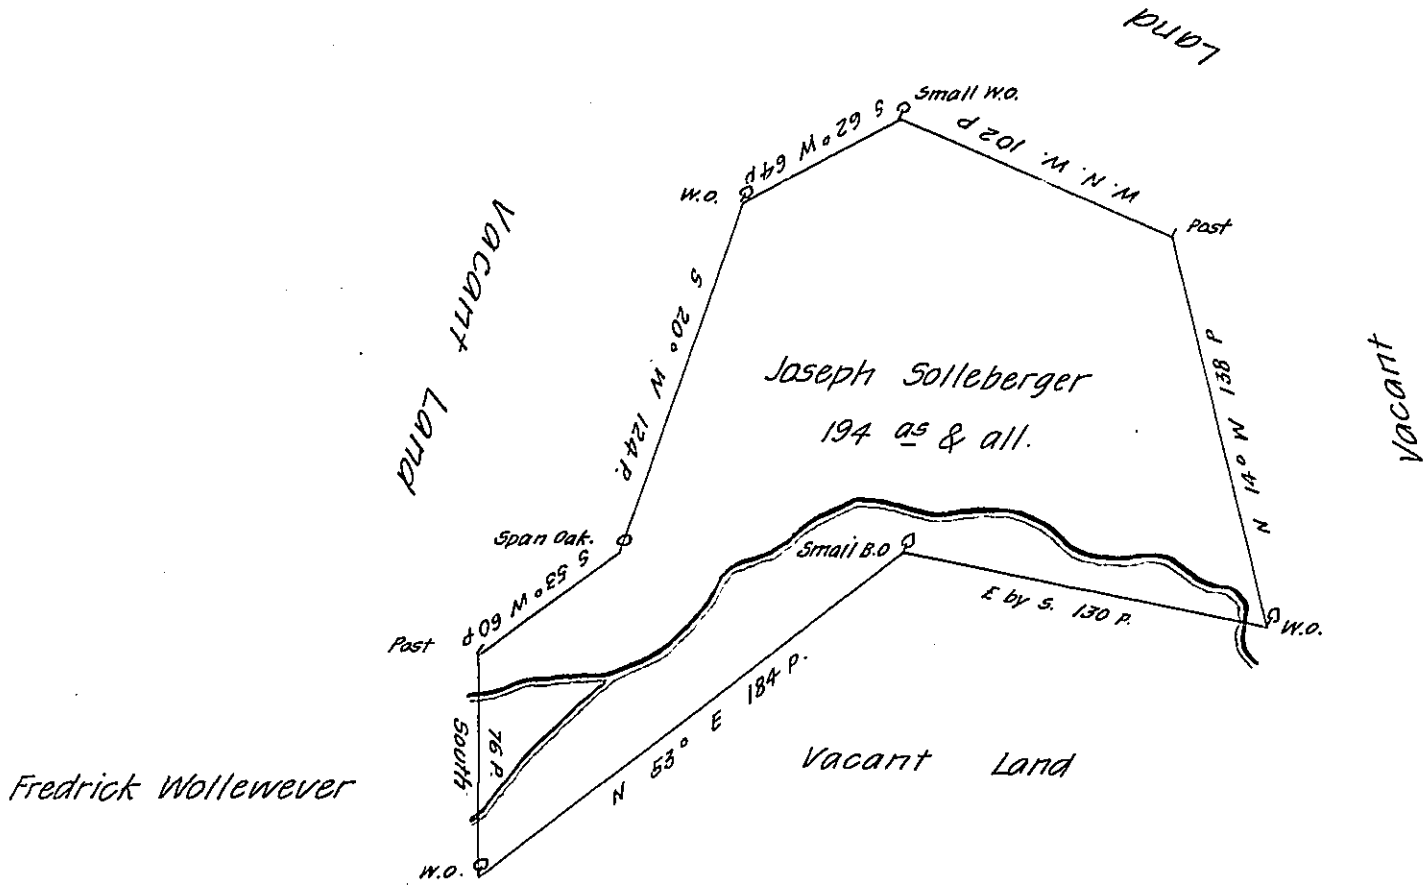 Land
Small W.O.
S 62° W 64 P
W. N. W. 102 P
W.O.
Post
Vacant Land
S 20° W 124 P.
Joseph Solleberger
194 as & all.
N 14° W 138 P
Vacant
Span Oak.
Small B.O
S 53° W 60 P
E by S. 130 P.
W.O.
Post
South 76 P.
N 53° E 184 P.
Vacant Land
Fredrick Wollewever
W.O.